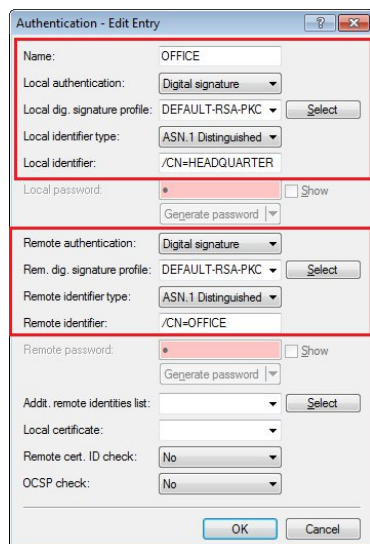 Authentication - Edit Entry
Name: OFFICE
Local authentication: Digital signature
Local dig. signature profile: DEFAULT-RSA-PKC Select
Local identifier type: ASN.1 Distinguished
Local identifier: /CN=HEADQUARTER
Local password: Show
Generate password
Remote authentication: Digital signature
Rem. dig. signature profile: DEFAULT-RSA-PKC Select
Remote identifier type: ASN.1 Distinguished
Remote identifier: /CN=OFFICE
Remote password: Show
Generate password
Addit. remote identities list: Select
Local certificate:
Remote cert. ID check: No
OCSP check: No
OK Cancel